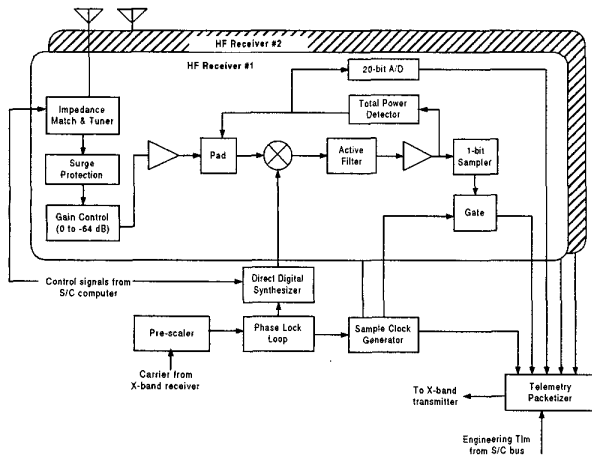 HF Receiver #2
HF Receiver #1
20-bit A/D
Impedance
Match & Tuner
Total Power
Detector
Pad
Active
Filter
1-bit
Sampler
Surge
Protection
Gain Control
(0 to -64 dB)
Gate
Control signals from
S/C computer
Direct Digital
Synthesizer
Pre-scaler
Phase Lock
Loop
Sample Clock
Generator
Carrier from
X-band receiver
To X-band
transmitter
Telemetry
Packetizer
Engineering Tlm
from S/C bus